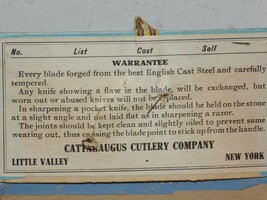 No. List Cost Sell
WARRANTEE
Every blade forged from the best English Cast Steel and carefully
tempered.
Any knife showing a flaw in the blade, will be exchanged, but
worn out or abused knives will not be replaced.
In sharpening a pocket knife, the blade should be held on the stone
at a slight angle and not laid flat as in sharpening a razor.
The joints should be kept clean and slightly oiled to prevent same
wearing out, thus causing the blade point to stick up from the handle.
CATTARAUGUS CUTLERY COMPANY
LITTLE VALLEY NEW YORK